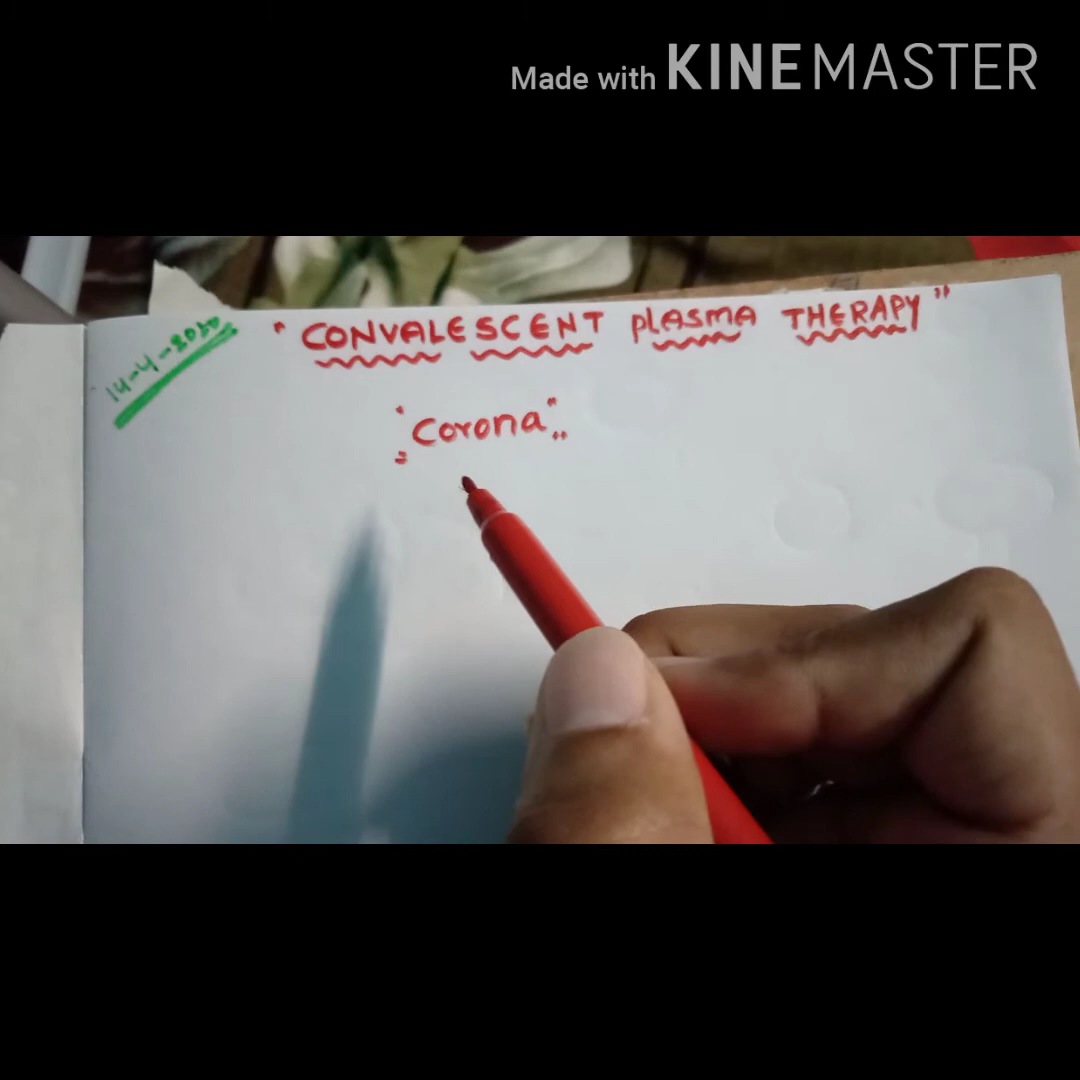 Made with KINEMASTER
14-4-2020
" CONVALESCENT PLASMA THERAPY "
"Corona"